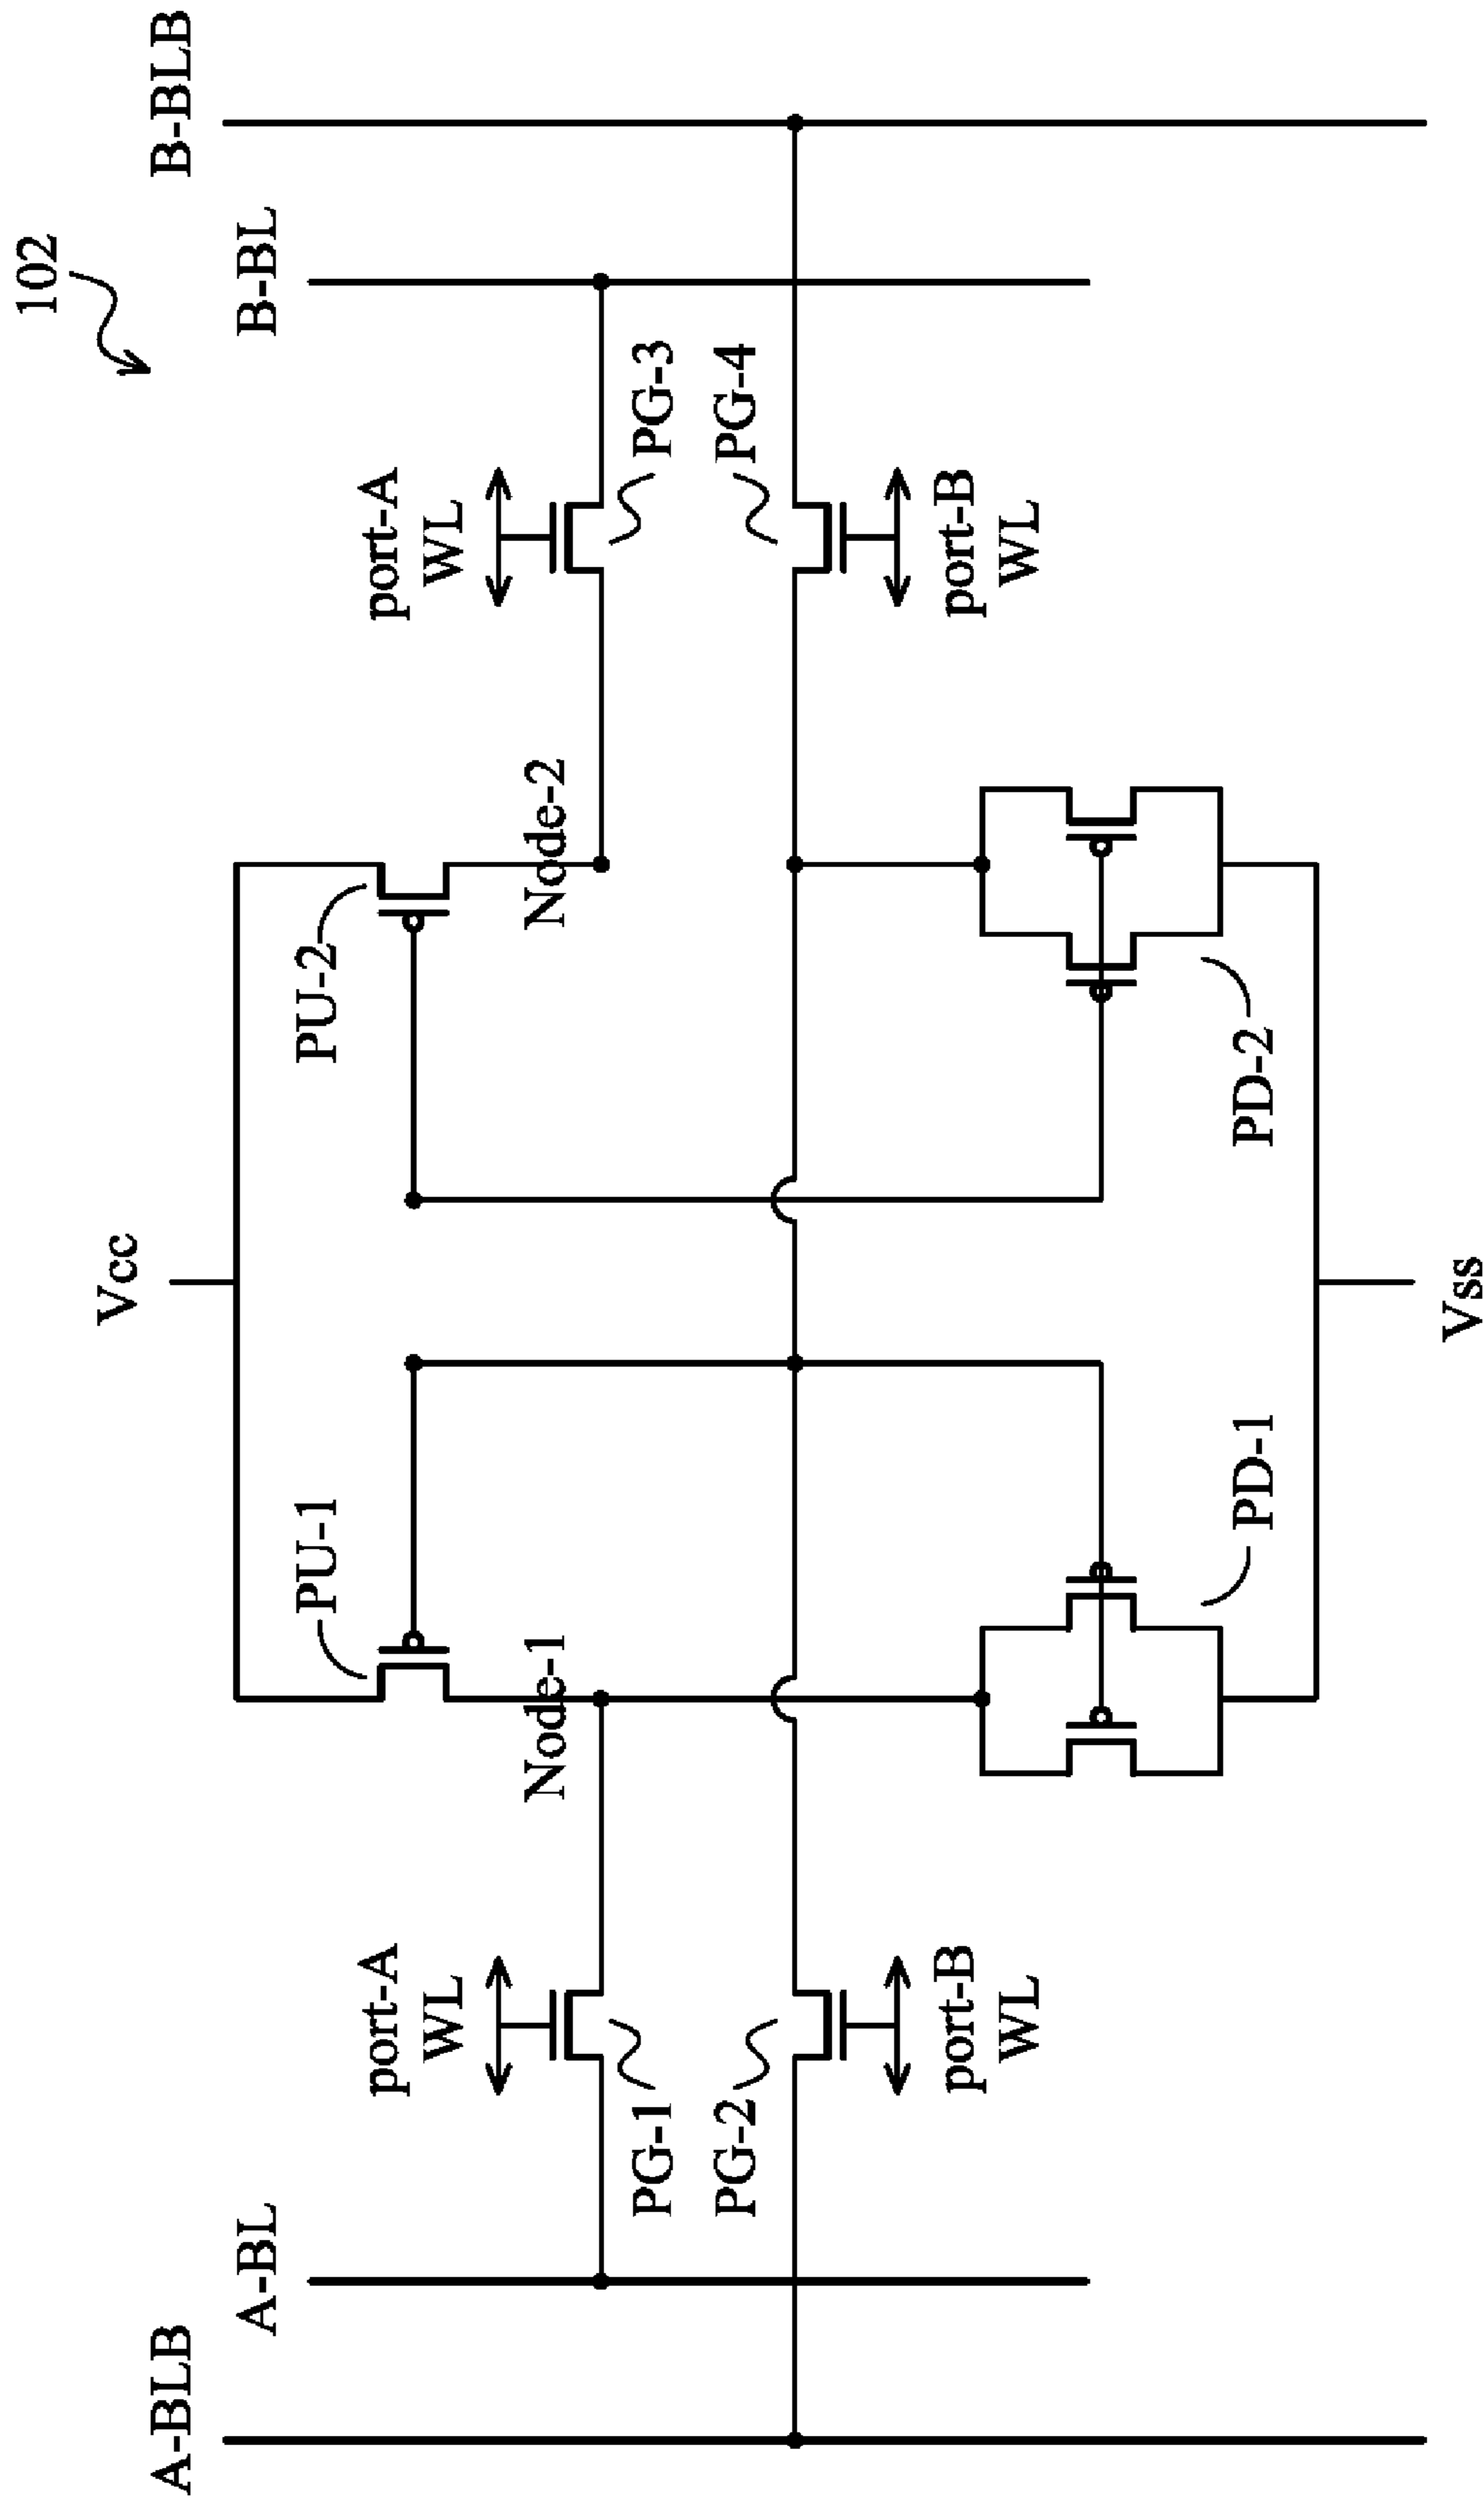 102
Vcc
A-BLB
B-BLB
A-BL
PU-1
PU-2
B-BL
port-A
WL
port-A
WL
Node-1
Node-2
PG-1
PG-3
PG-2
PG-4
port-B
WL
port-B
WL
PD-1
PD-2
Vss